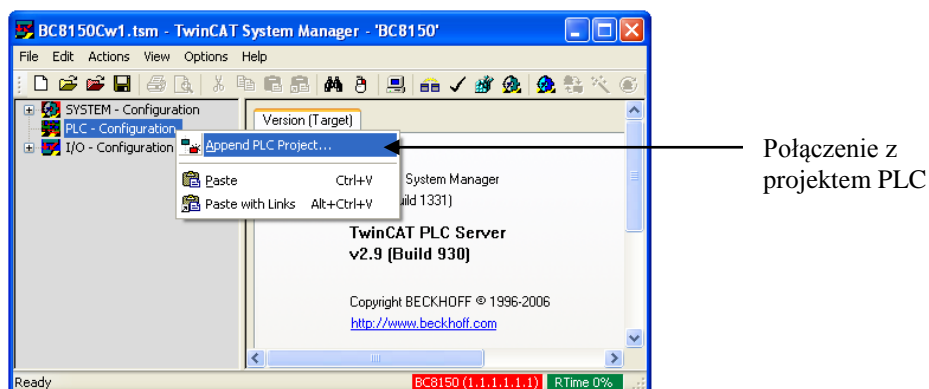 BC8150Cw1.tsm - TwinCAT System Manager - 'BC8150'
File Edit Actions View Options Help
SYSTEM - Configuration
PLC - Configuration
I/O - Configuration
Version (Target)
Append PLC Project...
Paste Ctrl+V
Paste with Links Alt+Ctrl+V
System Manager
ild 1331)
TwinCAT PLC Server
v2.9 (Build 930)
Copyright BECKHOFF © 1996-2006
http://www.beckhoff.com
Ready
BC8150 (1.1.1.1.1.1) RTime 0%
Połączenie z
projektem PLC